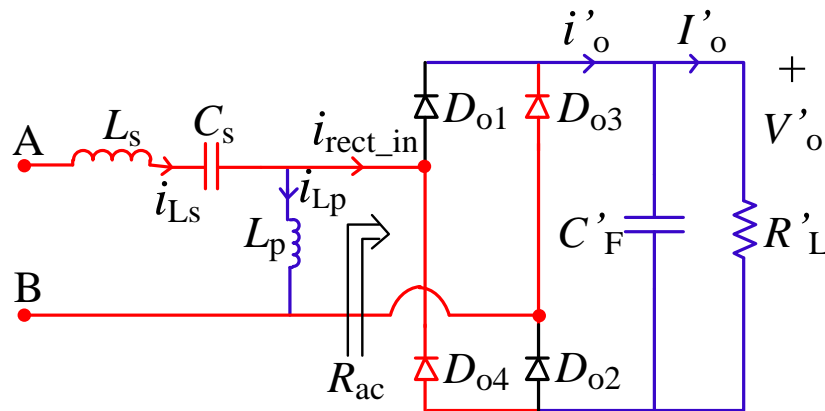 i'o
I'o
+
Do1
Do3
V'o
A
Ls
Cs
irect_in
iLs
iLp
Lp
C'F
R'L
B
Rac
Do4
Do2